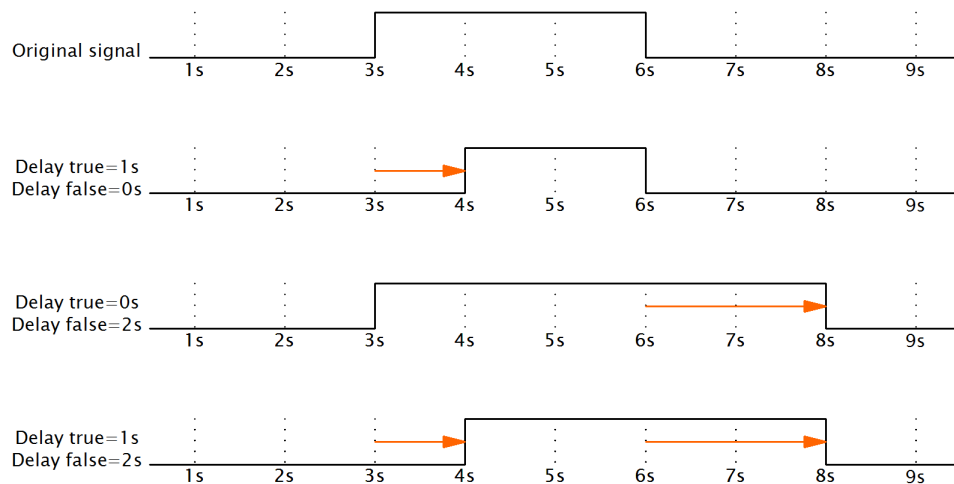 Original signal
1s 2s 3s 4s 5s 6s 7s 8s 9s
Delay true=1s
Delay false=0s
1s 2s 3s 4s 5s 6s 7s 8s 9s
Delay true=0s
Delay false=2s
1s 2s 3s 4s 5s 6s 7s 8s 9s
Delay true=1s
Delay false=2s
1s 2s 3s 4s 5s 6s 7s 8s 9s